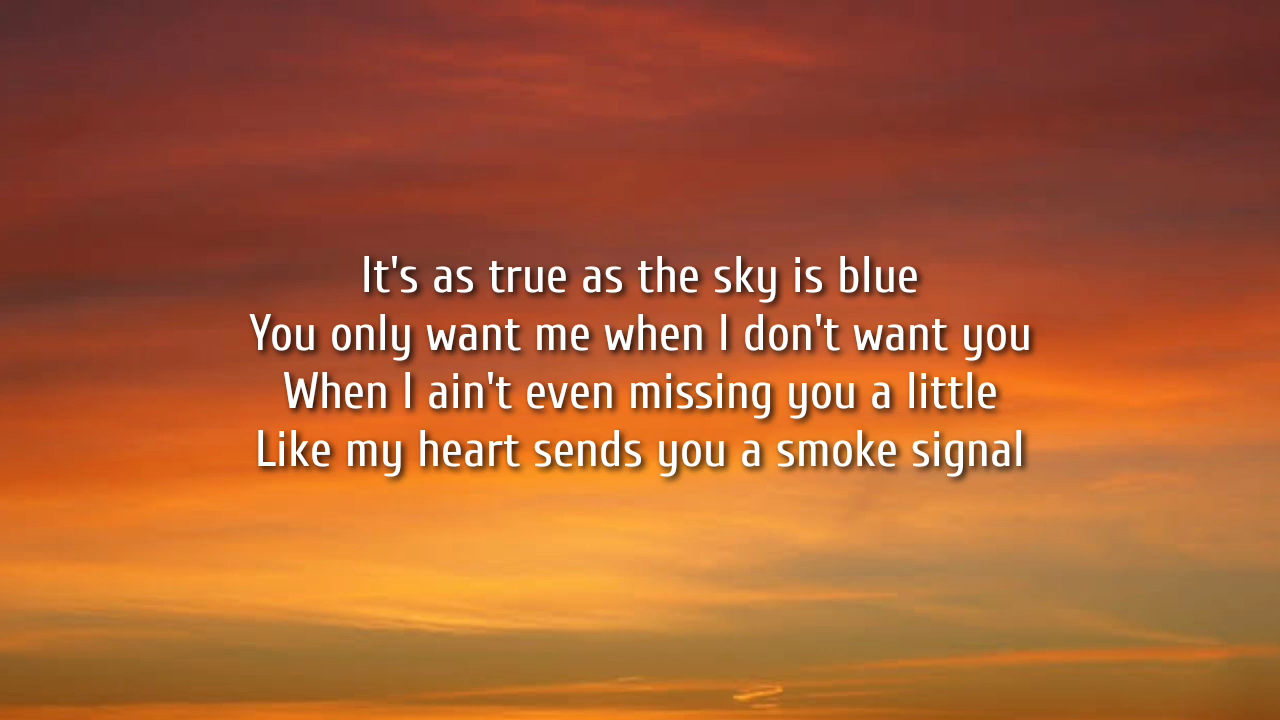 It's as true as the sky is blue
You only want me when I don't want you
When I ain't even missing you a little
Like my heart sends you a smoke signal